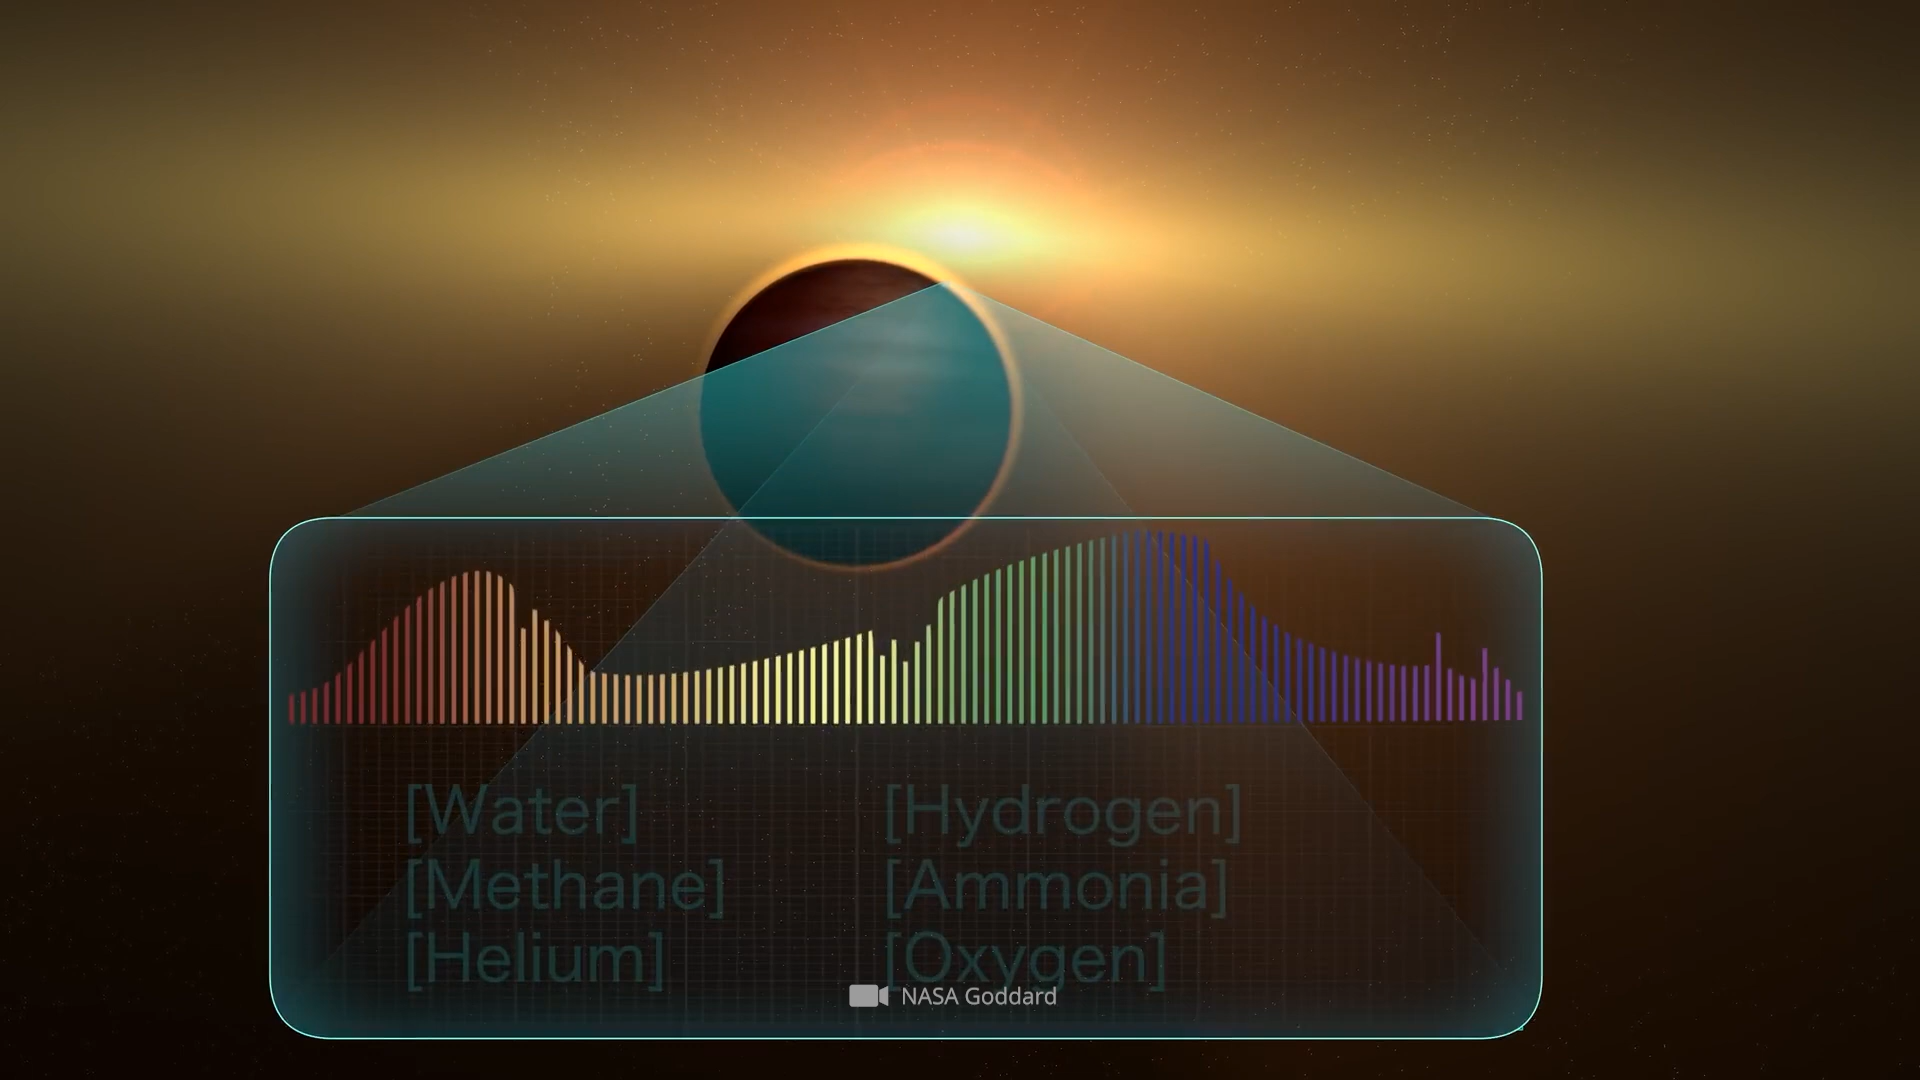 [Water]
[Methane]
[Helium]
[Hydrogen]
[Ammonia]
[Oxygen]
NASA Goddard